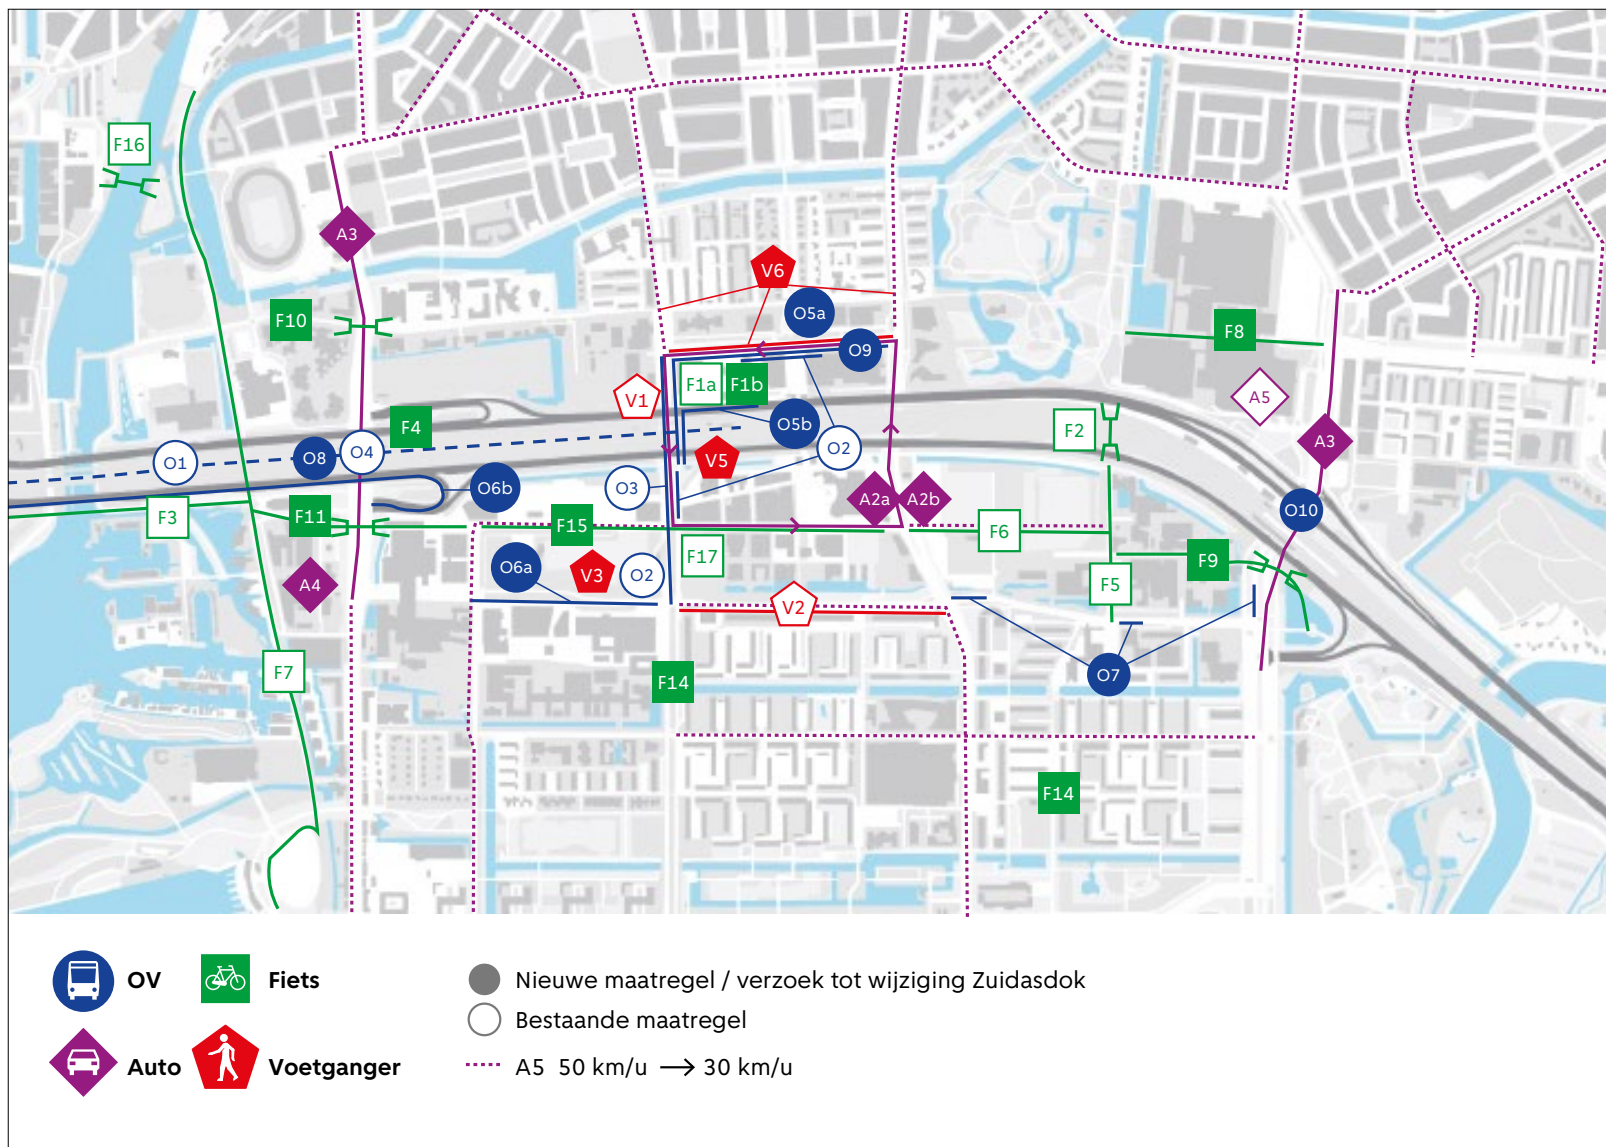 F16
A3
V6
O5a
F10
F8
O9
F1a
F1b
V1
A5
F4
O5b
F2
A3
O1
O8
O4
O2
V5
O6b
O3
A2a
A2b
O10
F3
F11
F15
F6
F17
F9
O6a
V3
O2
A4
F5
V2
F7
F14
O7
F14
OV
Fiets
Nieuwe maatregel / verzoek tot wijziging Zuidasdok
Bestaande maatregel
Auto
Voetganger
A5 50 km/u → 30 km/u